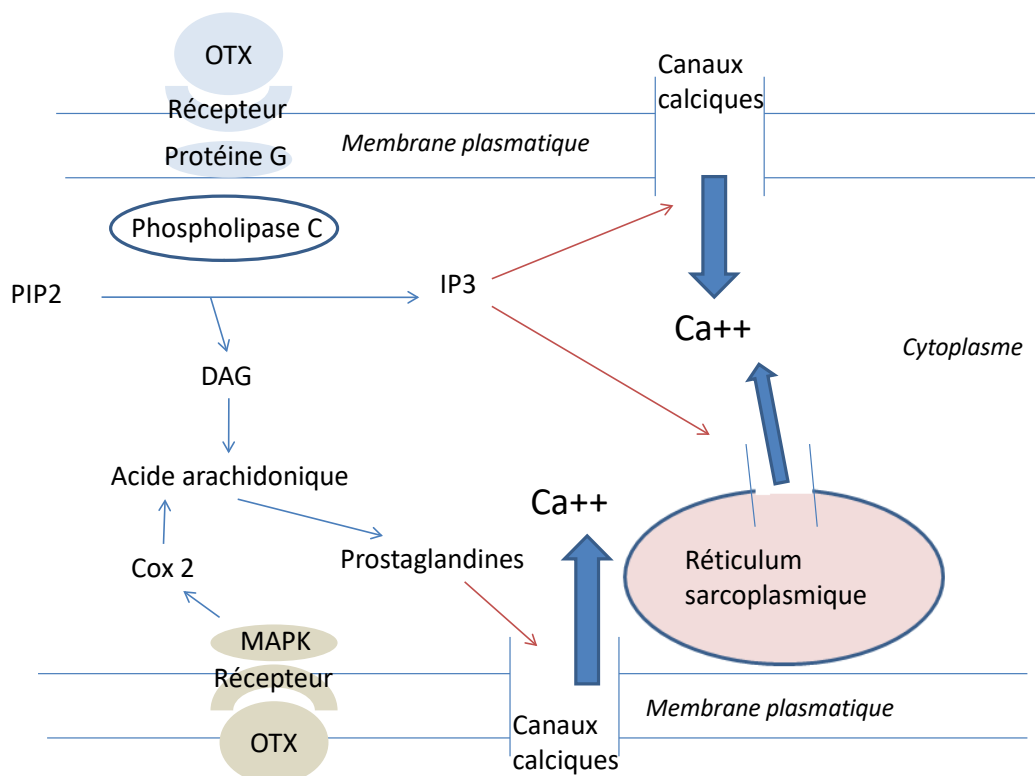 OTX
Récepteur
Protéine G
Phospholipase C
Membrane plasmatique
Canaux
calciques
PIP2
IP3
Ca++
Cytoplasme
DAG
Acide arachidonique
Ca++
Cox 2
Prostaglandines
Réticulum
sarcoplasmique
MAPK
Récepteur
OTX
Canaux
calciques
Membrane plasmatique